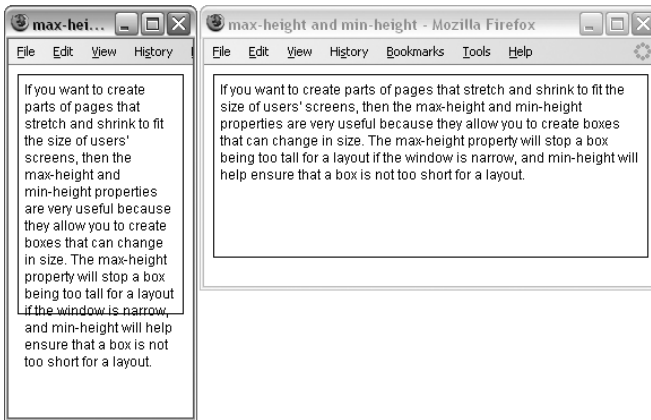 max-hei...
File Edit View History
If you want to create
parts of pages that
stretch and shrink to fit
the size of users'
screens, then the
max-height and
min-height properties
are very useful because
they allow you to create
boxes that can change
in size. The max-height
property will stop a box
being too tall for a layout
if the window is narrow,
and min-height will help
ensure that a box is not
too short for a layout.
max-height and min-height - Mozilla Firefox
File Edit View History Bookmarks Tools Help
If you want to create parts of pages that stretch and shrink to fit the
size of users' screens, then the max-height and min-height
properties are very useful because they allow you to create boxes
that can change in size. The max-height property will stop a box
being too tall for a layout if the window is narrow, and min-height will
help ensure that a box is not too short for a layout.